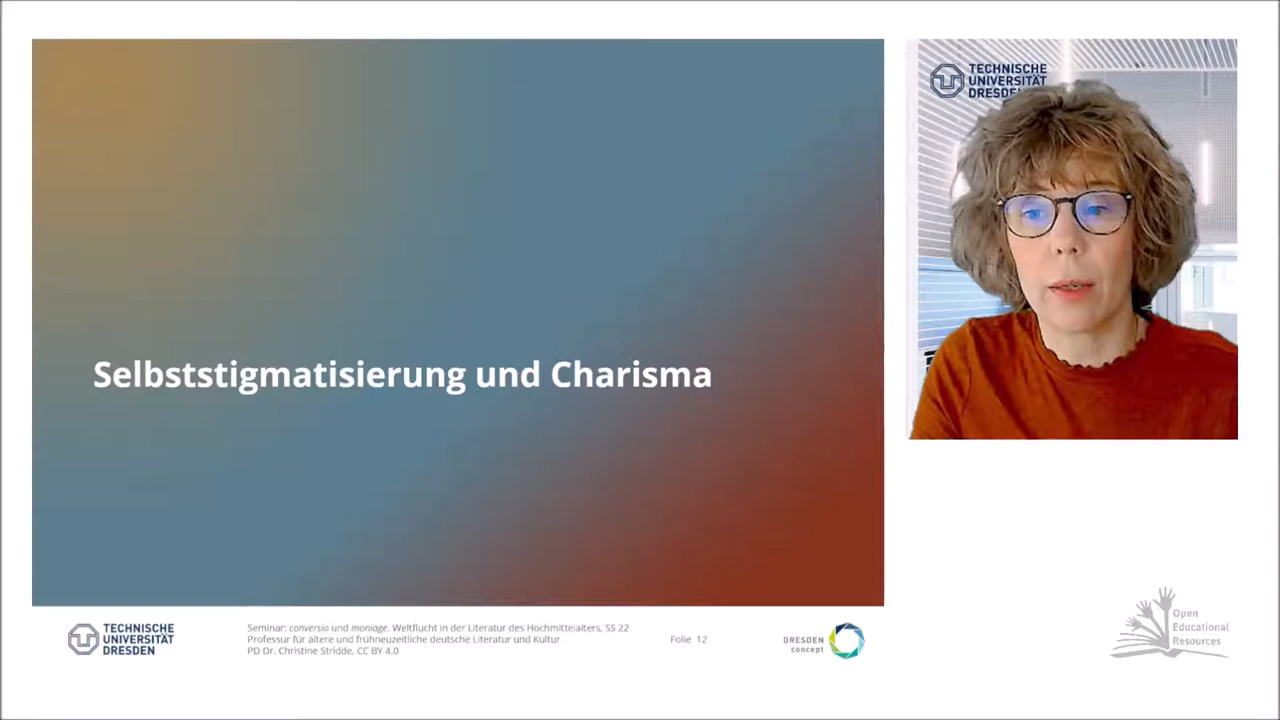 Selbststigmatisierung und Charisma
TECHNISCHE
UNIVERSITÄT
DRESDEN
TECHNISCHE
UNIVERSITÄT
DRESDEN
Seminar: conversio und moniage. Weltflucht in der Literatur des Hochmittelalters, SS 22
Professur für ältere und frühneuzeitliche deutsche Literatur und Kultur
PD Dr. Christine Stridde, CC BY 4.0
Folie 12
DRESDEN
concept
Open
Educational
Resources